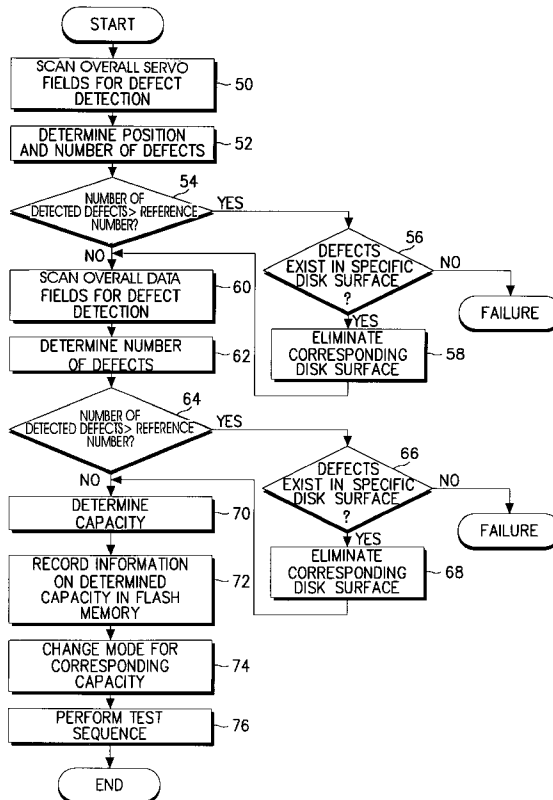 START
SCAN OVERALL SERVO
FIELDS FOR DEFECT
DETECTION
50
DETERMINE POSITION
AND NUMBER OF DEFECTS
52
NUMBER OF
DETECTED DEFECTS> REFERENCE
NUMBER?
54
YES
NO
DEFECTS
EXIST IN SPECIFIC
DISK SURFACE
?
56
NO
FAILURE
YES
ELIMINATE
CORRESPONDING
DISK SURFACE
58
SCAN OVERALL DATA
FIELDS FOR DEFECT
DETECTION
60
DETERMINE NUMBER
OF DEFECTS
62
NUMBER OF
DETECTED DEFECTS> REFERENCE
NUMBER?
64
YES
NO
DEFECTS
EXIST IN SPECIFIC
DISK SURFACE
?
66
NO
FAILURE
YES
ELIMINATE
CORRESPONDING
DISK SURFACE
68
DETERMINE
CAPACITY
70
RECORD INFORMATION
ON DETERMINED
CAPACITY IN FLASH
MEMORY
72
CHANGE MODE FOR
CORRESPONDING
CAPACITY
74
PERFORM TEST
SEQUENCE
76
END